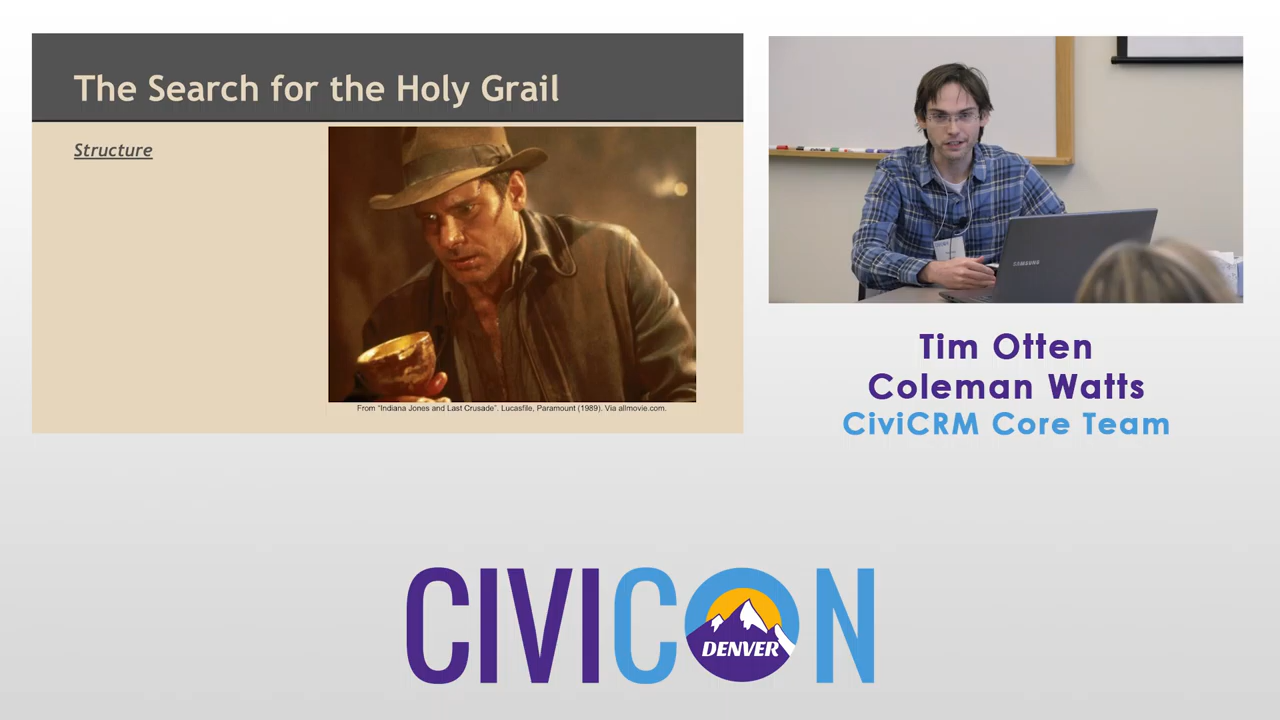 The Search for the Holy Grail
Structure
From "Indiana Jones and Last Crusade". Lucasfile, Paramount (1989). Via allmovie.com.
SAMSUNG
Tim Otten
Coleman Watts
CiviCRM Core Team
CIVICON
DENVER